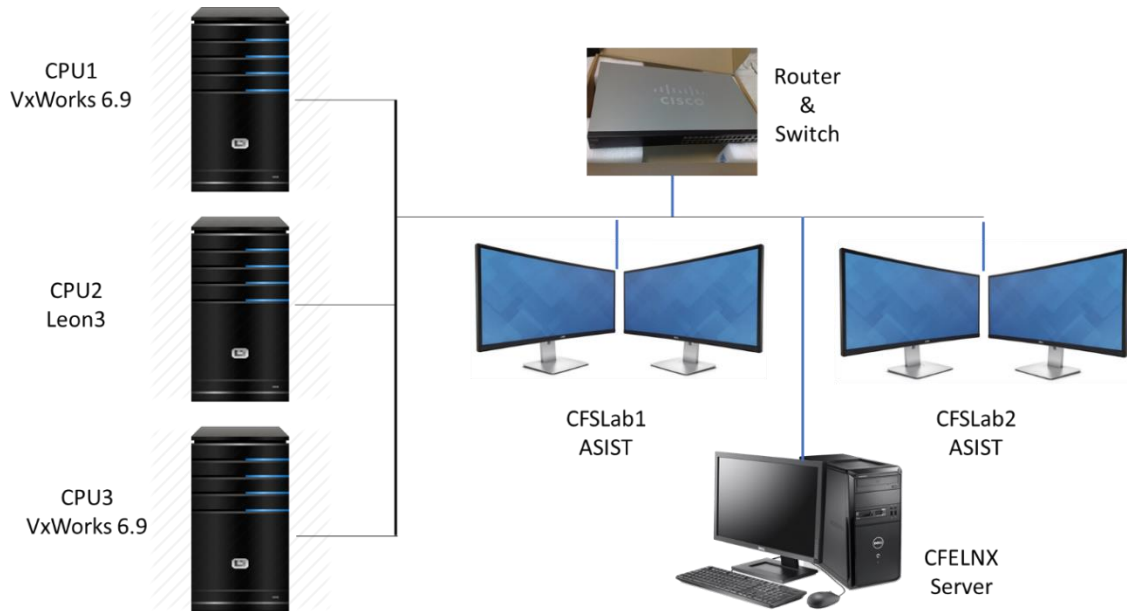 CPU1
VxWorks 6.9
CISCO
Router
&
Switch
CPU2
Leon3
CFSLab1
ASIST
CFSLab2
ASIST
CPU3
VxWorks 6.9
CFELNX
Server